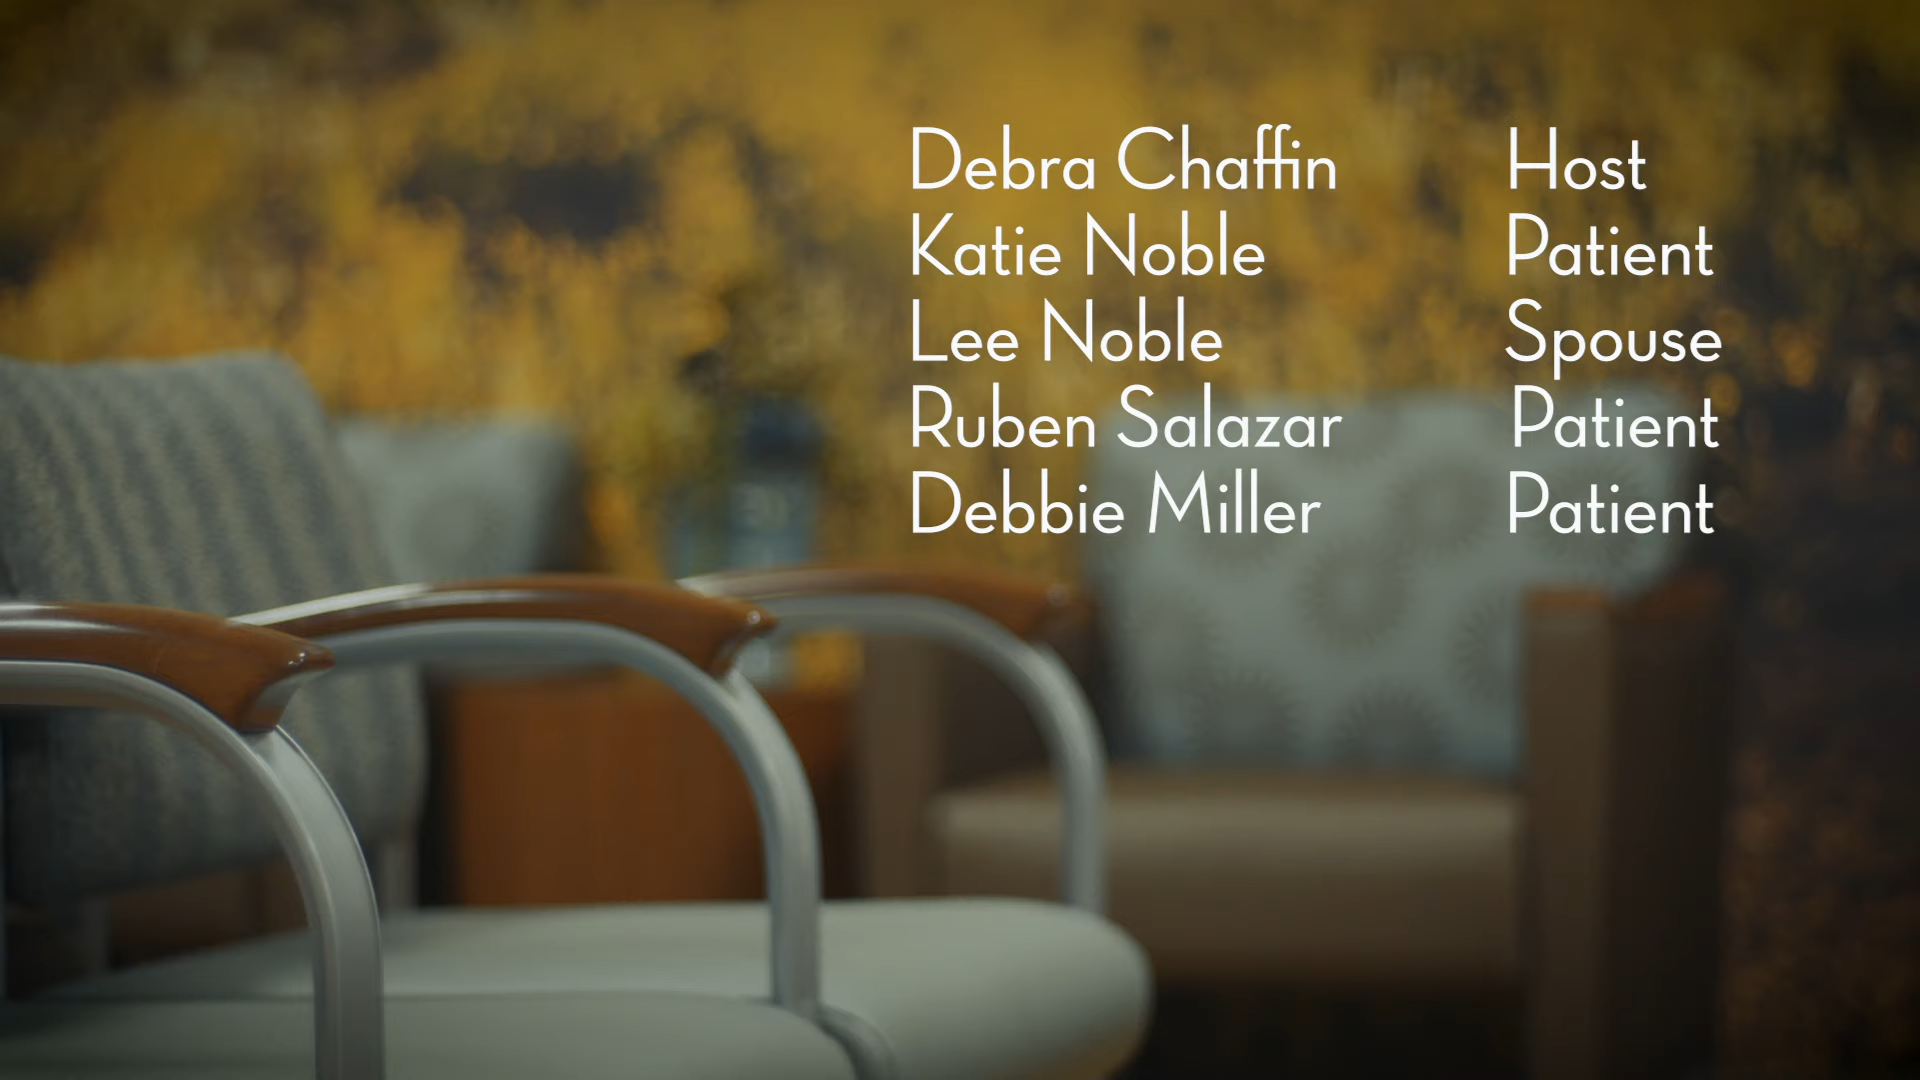 Debra Chaffin Host
Katie Noble Patient
Lee Noble Spouse
Ruben Salazar Patient
Debbie Miller Patient